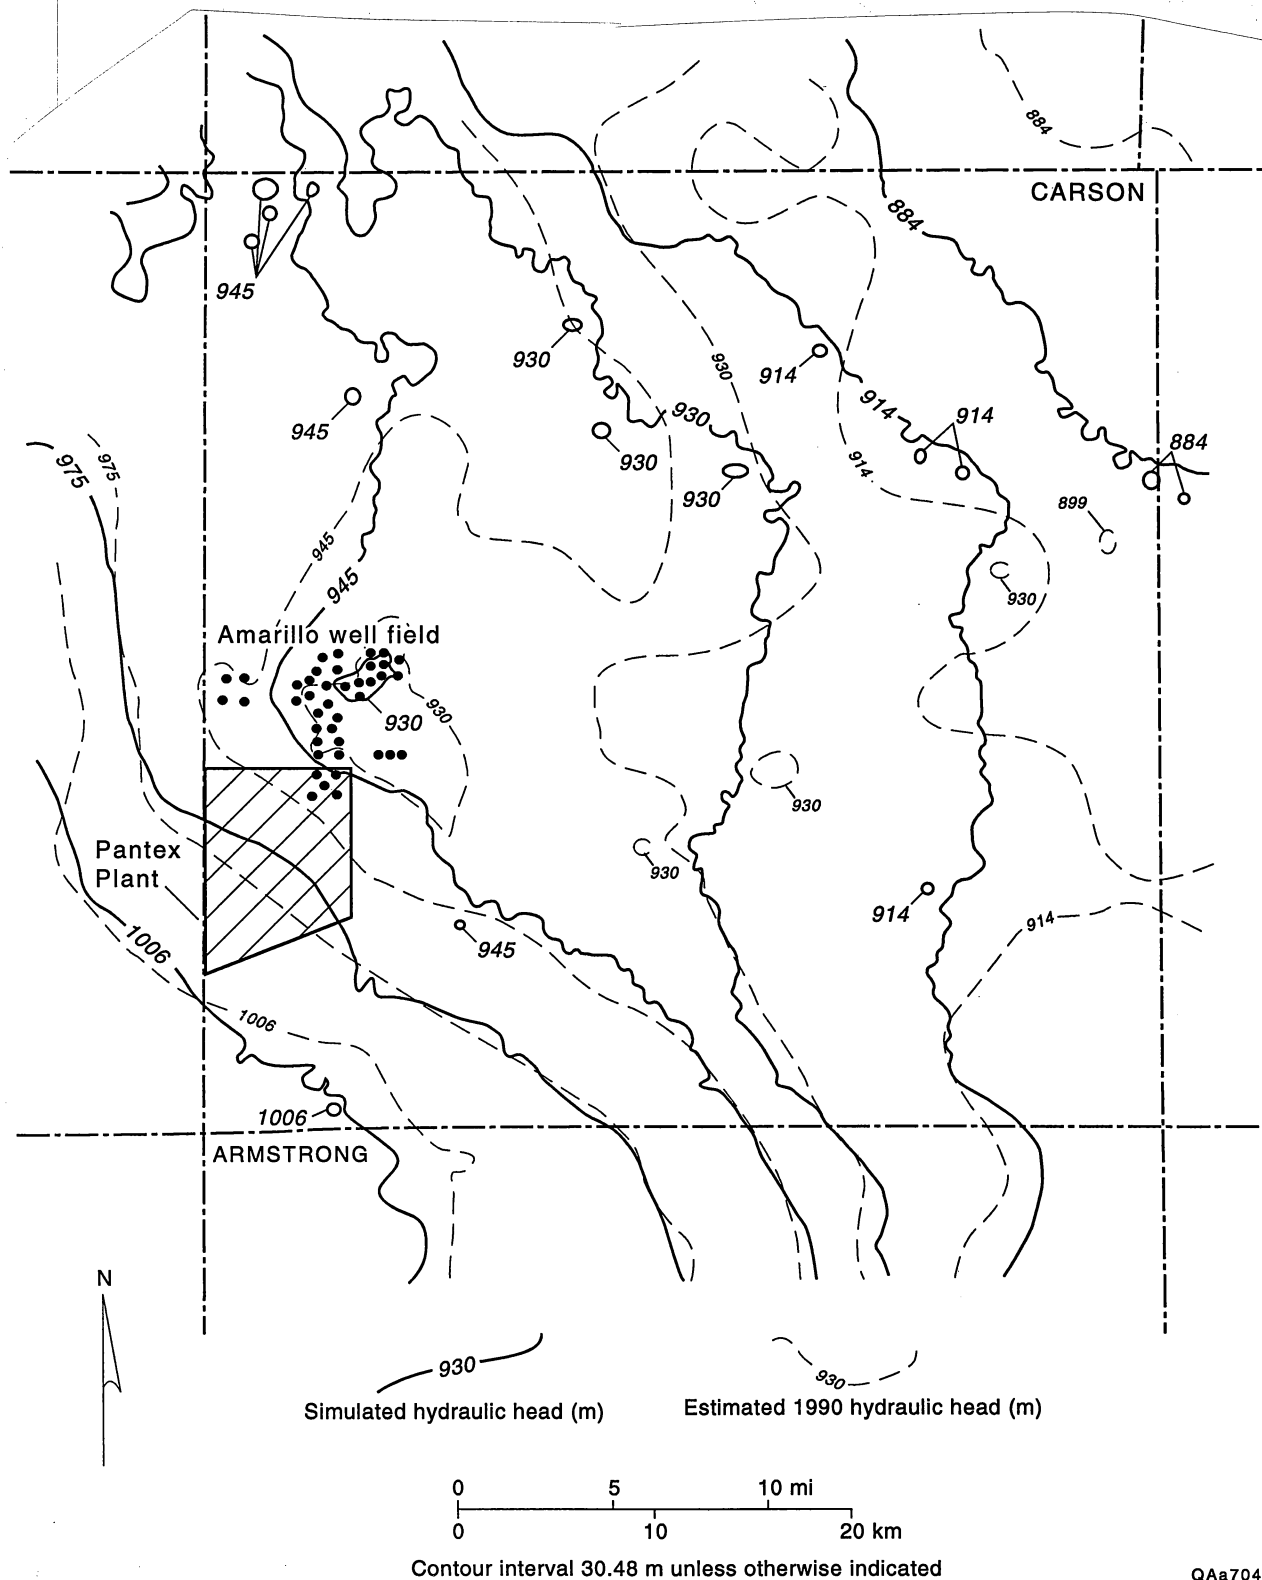 884
CARSON
884
945
930
930
914
930
914
914
945
930
884
975
975
930
914
899
945
945
930
Amarillo well field
930
930
930
Pantex
Plant
930
914
914
1006
945
1006
1006
ARMSTRONG
N
930
930
Simulated hydraulic head (m)
Estimated 1990 hydraulic head (m)
0 5 10 mi
0 10 20 km
Contour interval 30.48 m unless otherwise indicated
QAa704